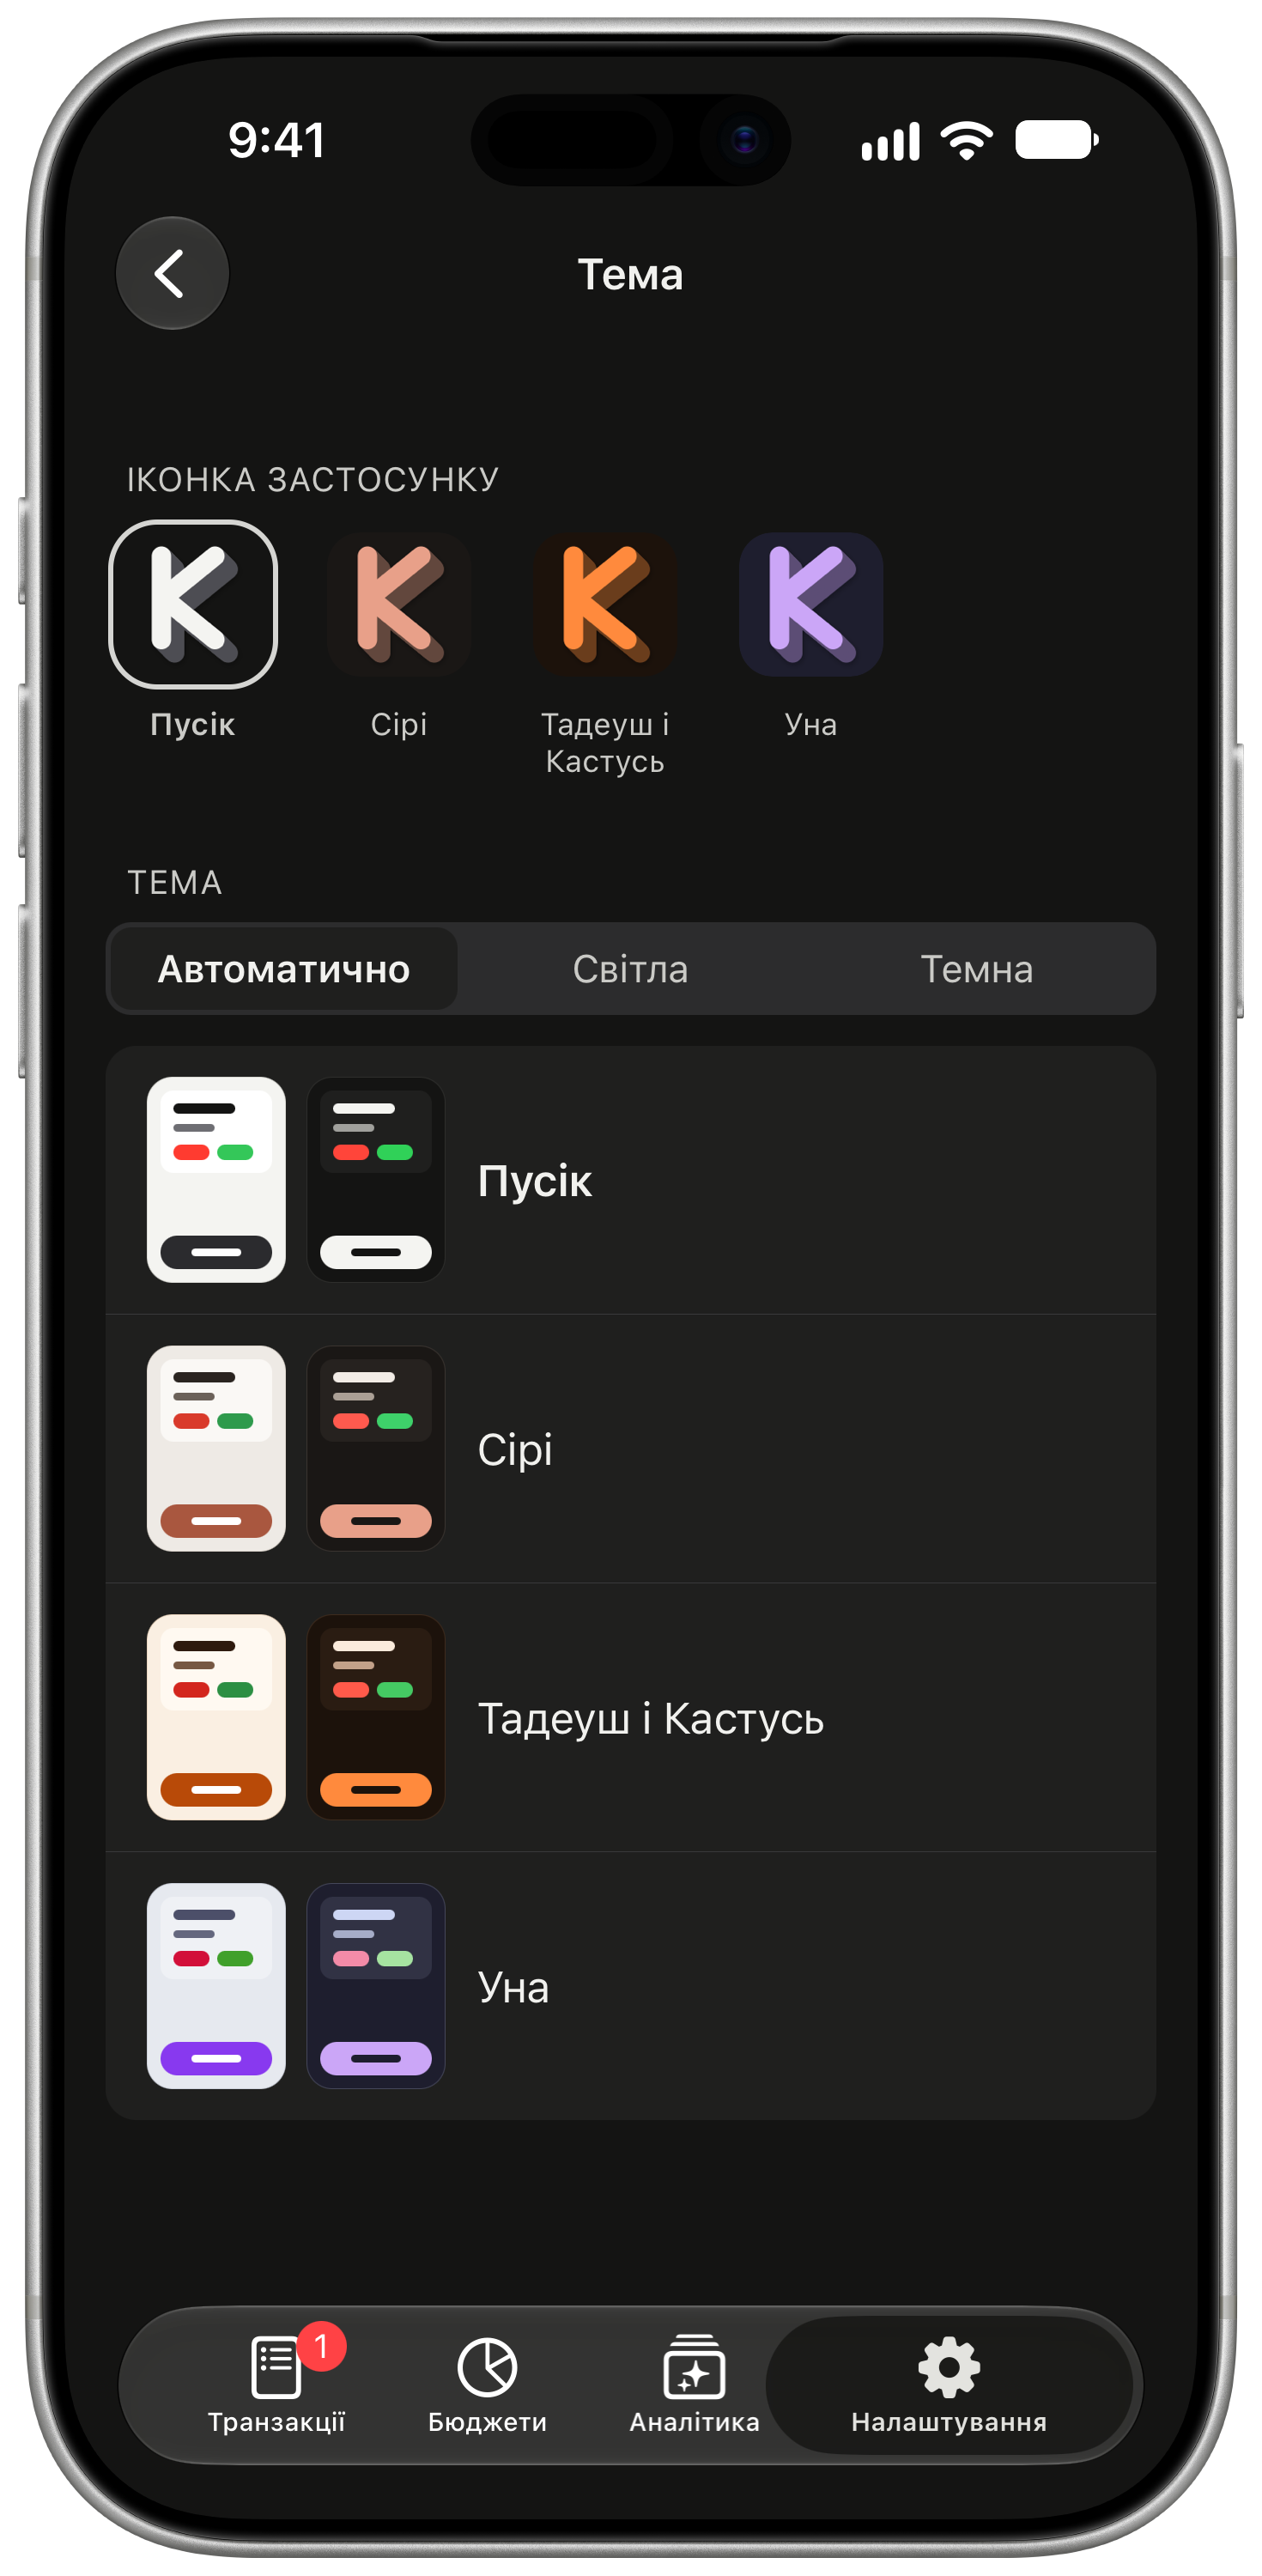 9:41
Тема
ІКОНКА ЗАСТОСУНКУ
Пусік
Сірі
Тадеуш і
Кастусь
Уна
ТЕМА
Автоматично
Світла
Темна
Пусік
Сірі
Тадеуш і Кастусь
Уна
1
Транзакції
Бюджети
Аналітика
Налаштування